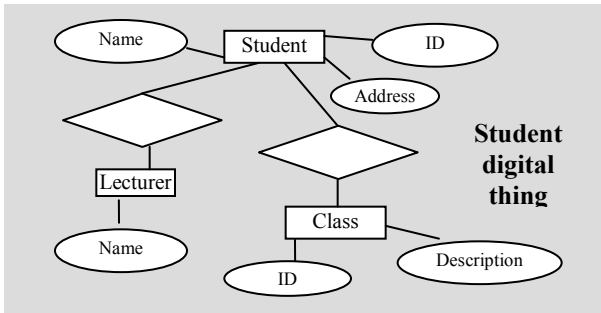 Name
Student
ID
Address
Student
digital
thing
Lecturer
Class
Name
Description
ID